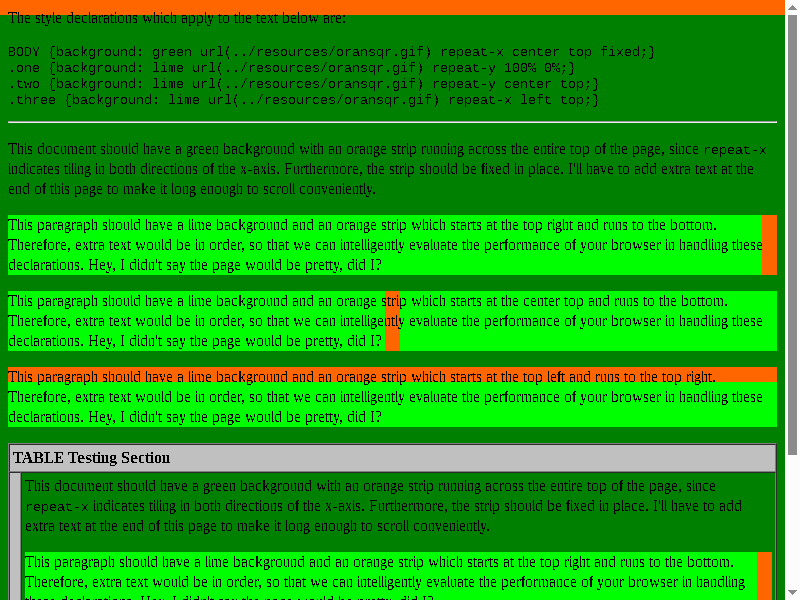 The style declarations which apply to the text below are:
BODY {background: green url(../resources/oransqr.gif) repeat-x center top fixed;}
.one {background: lime url(../resources/oransqr.gif) repeat-y 100% 0%;}
.two {background: lime url(../resources/oransqr.gif) repeat-y center top;}
.three {background: lime url(../resources/oransqr.gif) repeat-x left top;}
This document should have a green background with an orange strip running across the entire top of the page, since repeat-x
indicates tiling in both directions of the x-axis. Furthermore, the strip should be fixed in place. I'll have to add extra text at the
end of this page to make it long enough to scroll conveniently.
This paragraph should have a lime background and an orange strip which starts at the top right and runs to the bottom.
Therefore, extra text would be in order, so that we can intelligently evaluate the performance of your browser in handling these
declarations. Hey, I didn't say the page would be pretty, did I?
This paragraph should have a lime background and an orange strip which starts at the center top and runs to the bottom.
Therefore, extra text would be in order, so that we can intelligently evaluate the performance of your browser in handling these
declarations. Hey, I didn't say the page would be pretty, did I?
This paragraph should have a lime background and an orange strip which starts at the top left and runs to the top right.
Therefore, extra text would be in order, so that we can intelligently evaluate the performance of your browser in handling these
declarations. Hey, I didn't say the page would be pretty, did I?
TABLE Testing Section
This document should have a green background with an orange strip running across the entire top of the page, since
repeat-x indicates tiling in both directions of the x-axis. Furthermore, the strip should be fixed in place. I'll have to add
extra text at the end of this page to make it long enough to scroll conveniently.
This paragraph should have a lime background and an orange strip which starts at the top right and runs to the bottom.
Therefore, extra text would be in order, so that we can intelligently evaluate the performance of your browser in handling
these declarations. Hey, I didn't say the page would be pretty, did I?